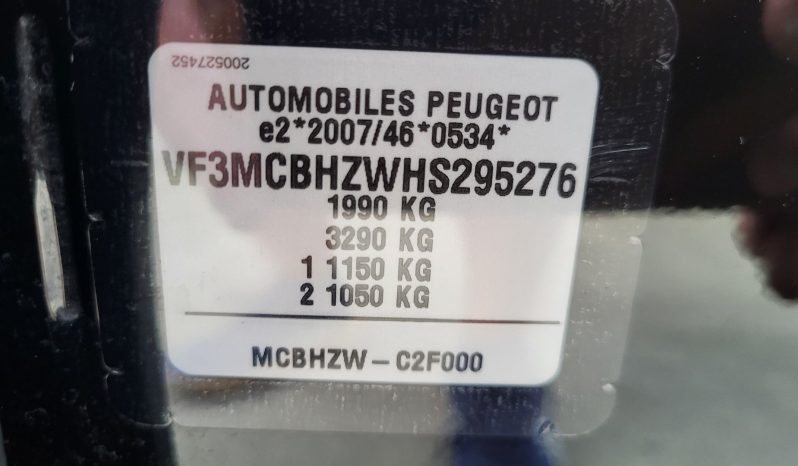 200527452
AUTOMOBILES PEUGEOT
e2*2007/46*0534*
VF3MCBHZWHS295276
1990 KG
3290 KG
1 1150 KG
2 1050 KG
MCBHZW – C2F000